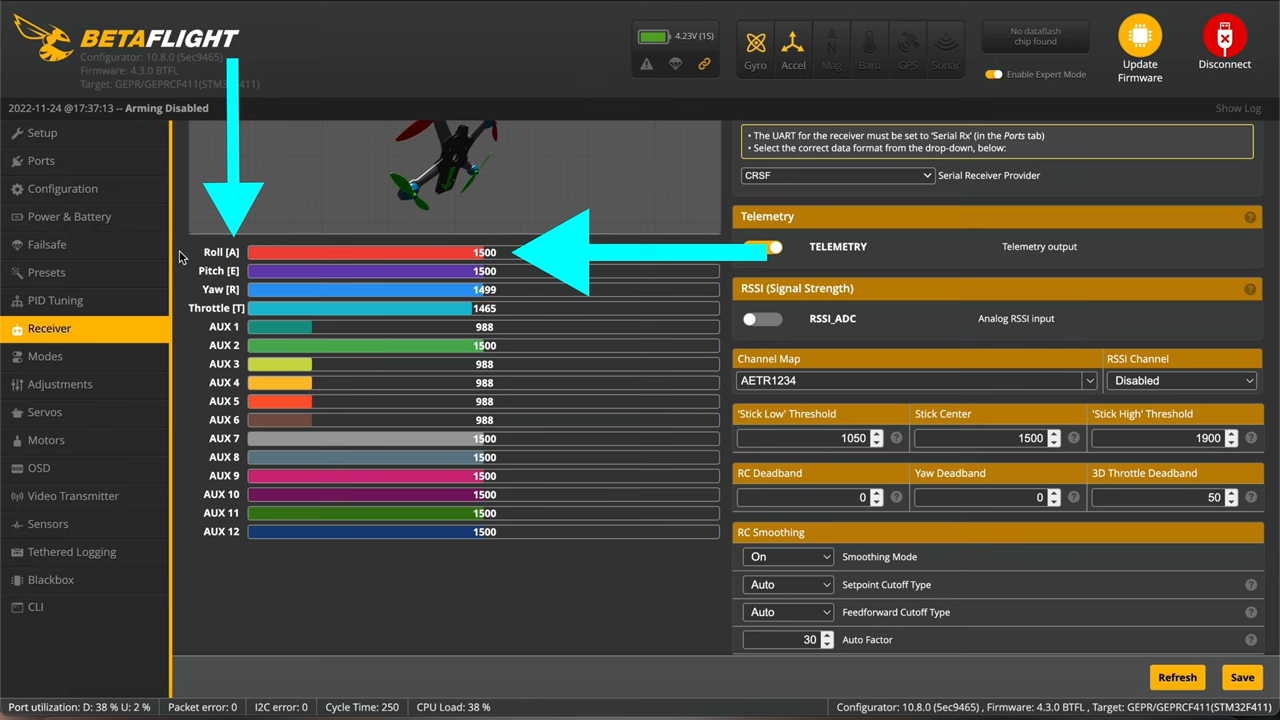 BETAFLIGHT
Configurator: 10.8.0 (5ec9465)
Firmware: 4.3.0 BTFL
Target: GEPR/GEPRCF411(STM32F411)
4.23V (1S)
Gyro
Accel
Mag
Baro
GPS
Sonar
No dataflash
chip found
Enable Expert Mode
Update
Firmware
Disconnect
2022-11-24 @17:37:13 -- Arming Disabled
Show Log
Setup
Ports
Configuration
Power & Battery
Failsafe
Presets
PID Tuning
Receiver
Modes
Adjustments
Servos
Motors
OSD
Video Transmitter
Sensors
Tethered Logging
Blackbox
CLI
Roll [A] 1500
Pitch [E] 1500
Yaw [R] 1499
Throttle [T] 1465
AUX 1 988
AUX 2 1500
AUX 3 988
AUX 4 988
AUX 5 988
AUX 6 988
AUX 7 1500
AUX 8 1500
AUX 9 1500
AUX 10 1500
AUX 11 1500
AUX 12 1500
• The UART for the receiver must be set to 'Serial Rx' (in the Ports tab)
• Select the correct data format from the drop-down, below:
CRSF Serial Receiver Provider
Telemetry
TELEMETRY Telemetry output
RSSI (Signal Strength)
RSSI_ADC Analog RSSI input
Channel Map RSSI Channel
AETR1234 Disabled
'Stick Low' Threshold Stick Center 'Stick High' Threshold
1050 1500 1900
RC Deadband Yaw Deadband 3D Throttle Deadband
0 0 50
RC Smoothing
On Smoothing Mode
Auto Setpoint Cutoff Type
Auto Feedforward Cutoff Type
30 Auto Factor
Refresh Save
Port utilization: D: 38 % U: 2 % Packet error: 0 I2C error: 0 Cycle Time: 250 CPU Load: 38 % Configurator: 10.8.0 (5ec9465) , Firmware: 4.3.0 BTFL, Target: GEPR/GEPRCF411(STM32F411)